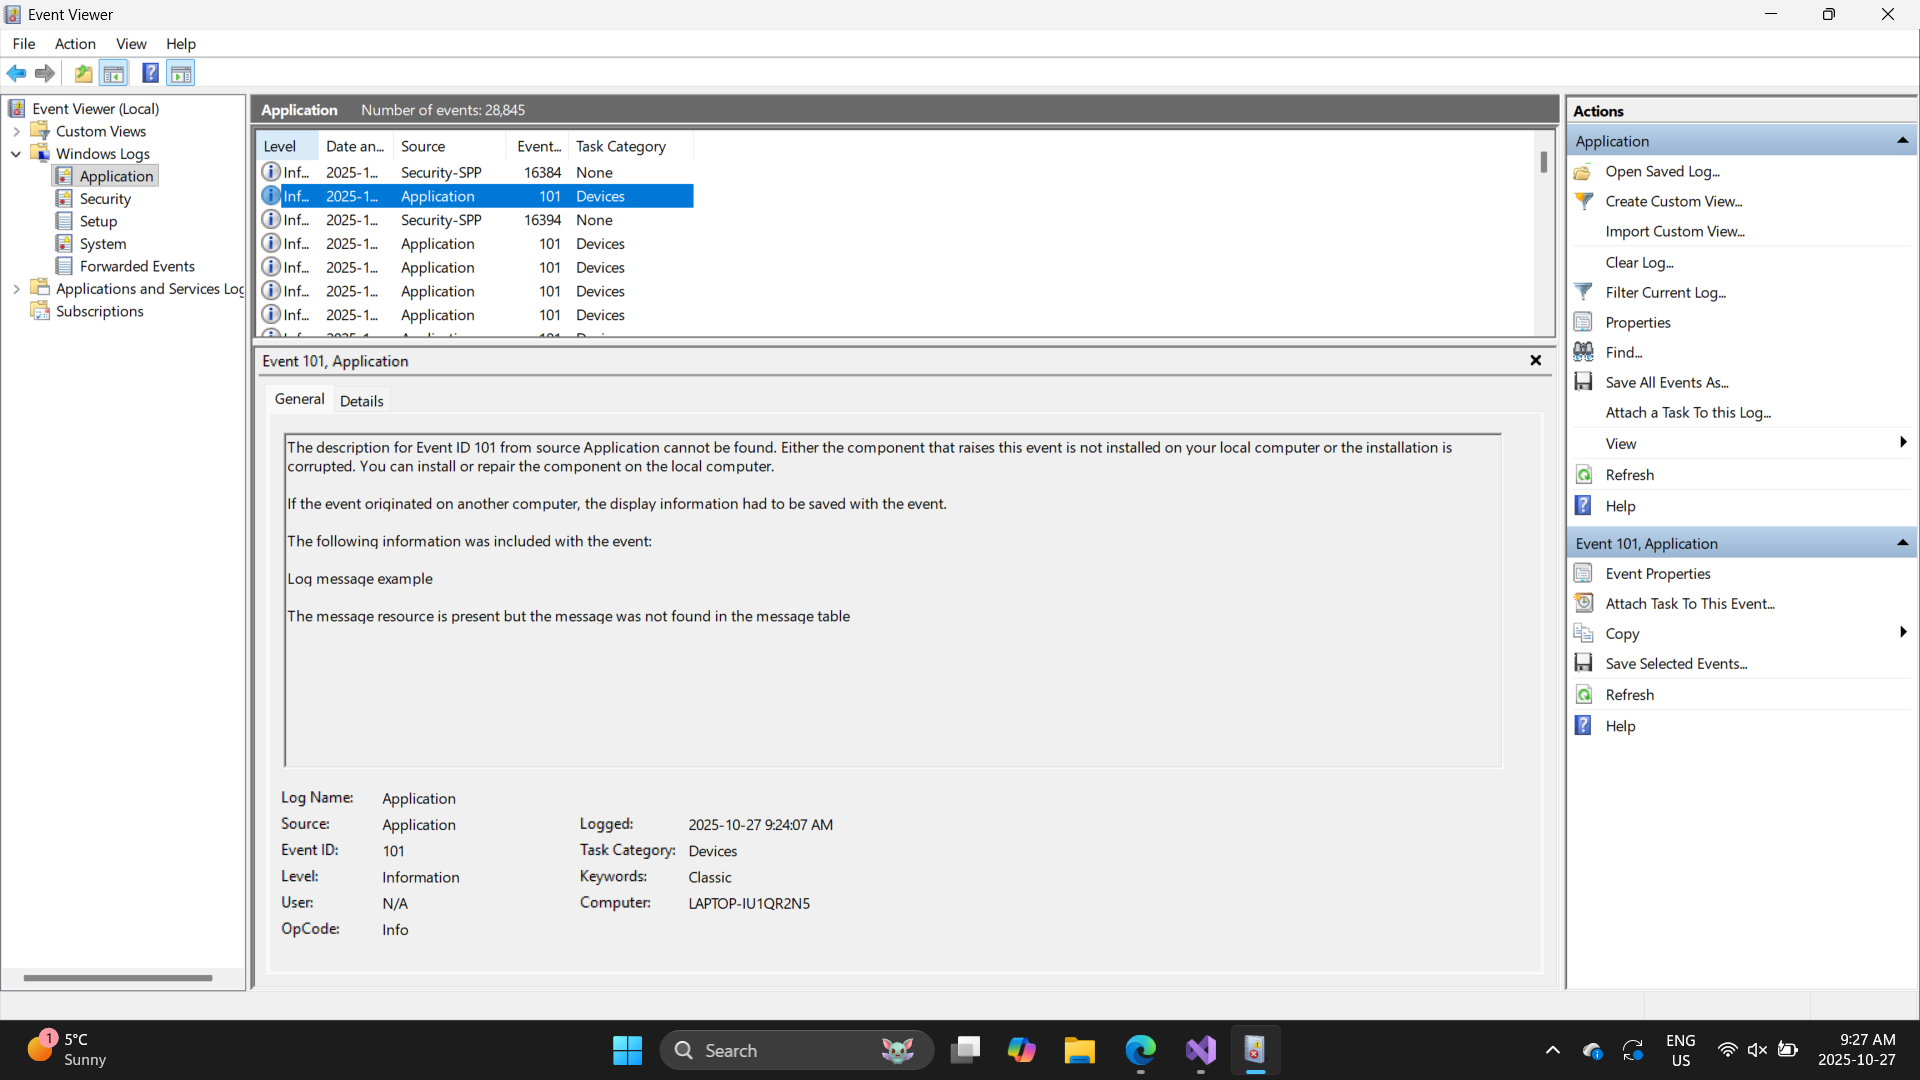 Event Viewer
File Action View Help
Event Viewer (Local)
Custom Views
Windows Logs
Application
Security
Setup
System
Forwarded Events
Applications and Services Log
Subscriptions
Application Number of events: 28,845
Level Date an... Source Event... Task Category
Inf... 2025-1... Security-SPP 16384 None
Inf... 2025-1... Application 101 Devices
Inf... 2025-1... Security-SPP 16394 None
Inf... 2025-1... Application 101 Devices
Inf... 2025-1... Application 101 Devices
Inf... 2025-1... Application 101 Devices
Inf... 2025-1... Application 101 Devices
Event 101, Application
General Details
The description for Event ID 101 from source Application cannot be found. Either the component that raises this event is not installed on your local computer or the installation is
corrupted. You can install or repair the component on the local computer.
If the event originated on another computer, the display information had to be saved with the event.
The following information was included with the event:
Log message example
The message resource is present but the message was not found in the message table
Log Name: Application
Source: Application Logged: 2025-10-27 9:24:07 AM
Event ID: 101 Task Category: Devices
Level: Information Keywords: Classic
User: N/A Computer: LAPTOP-IU1QR2N5
OpCode: Info
Actions
Application
Open Saved Log...
Create Custom View...
Import Custom View...
Clear Log...
Filter Current Log...
Properties
Find...
Save All Events As...
Attach a Task To this Log...
View
Refresh
Help
Event 101, Application
Event Properties
Attach Task To This Event...
Copy
Save Selected Events...
Refresh
Help
1
5°C
Sunny
Search
ENG
US
9:27 AM
2025-10-27